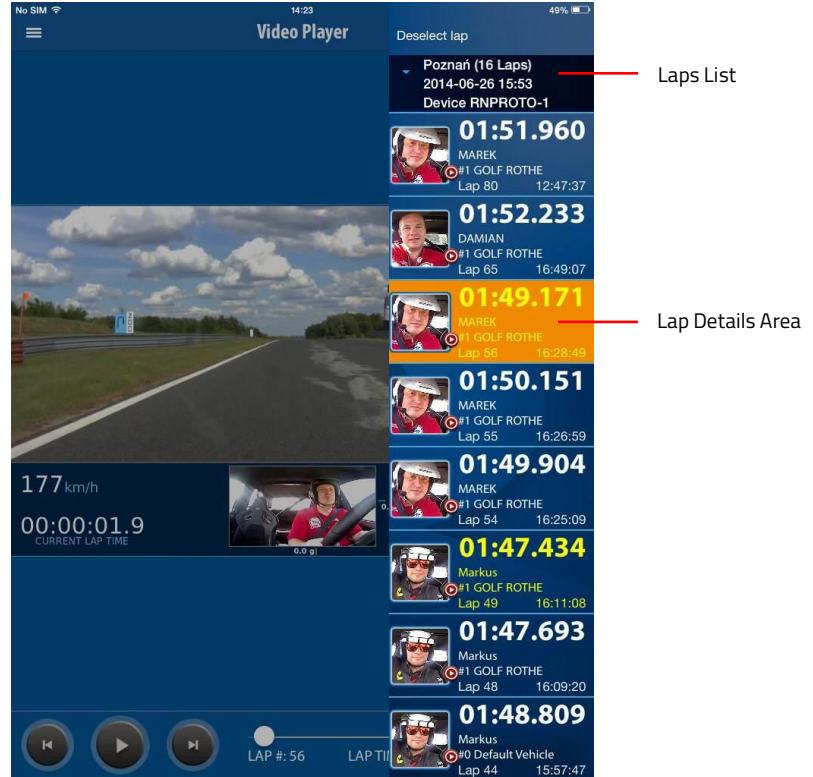 No SIM 14:23 49%
Video Player
Deselect lap
Poznań (16 Laps)
2014-06-26 15:53
Device RNPROTO-1
Laps List
01:51.960
MAREK
#1 GOLF ROTHE
Lap 80 12:47:37
01:52.233
DAMIAN
#1 GOLF ROTHE
Lap 65 16:49:07
01:49.171
MAREK
#1 GOLF ROTHE
Lap 56 16:28:49
Lap Details Area
01:50.151
MAREK
#1 GOLF ROTHE
Lap 55 16:26:59
01:49.904
MAREK
#1 GOLF ROTHE
Lap 54 16:25:09
01:47.434
Markus
#1 GOLF ROTHE
Lap 49 16:11:08
01:47.693
Markus
#1 GOLF ROTHE
Lap 48 16:09:20
01:48.809
Markus
#0 Default Vehicle
Lap 44 15:57:47
177km/h
00:00:01.9
CURRENT LAP TIME
0.0 g
0.
LAP #: 56 LAP TI